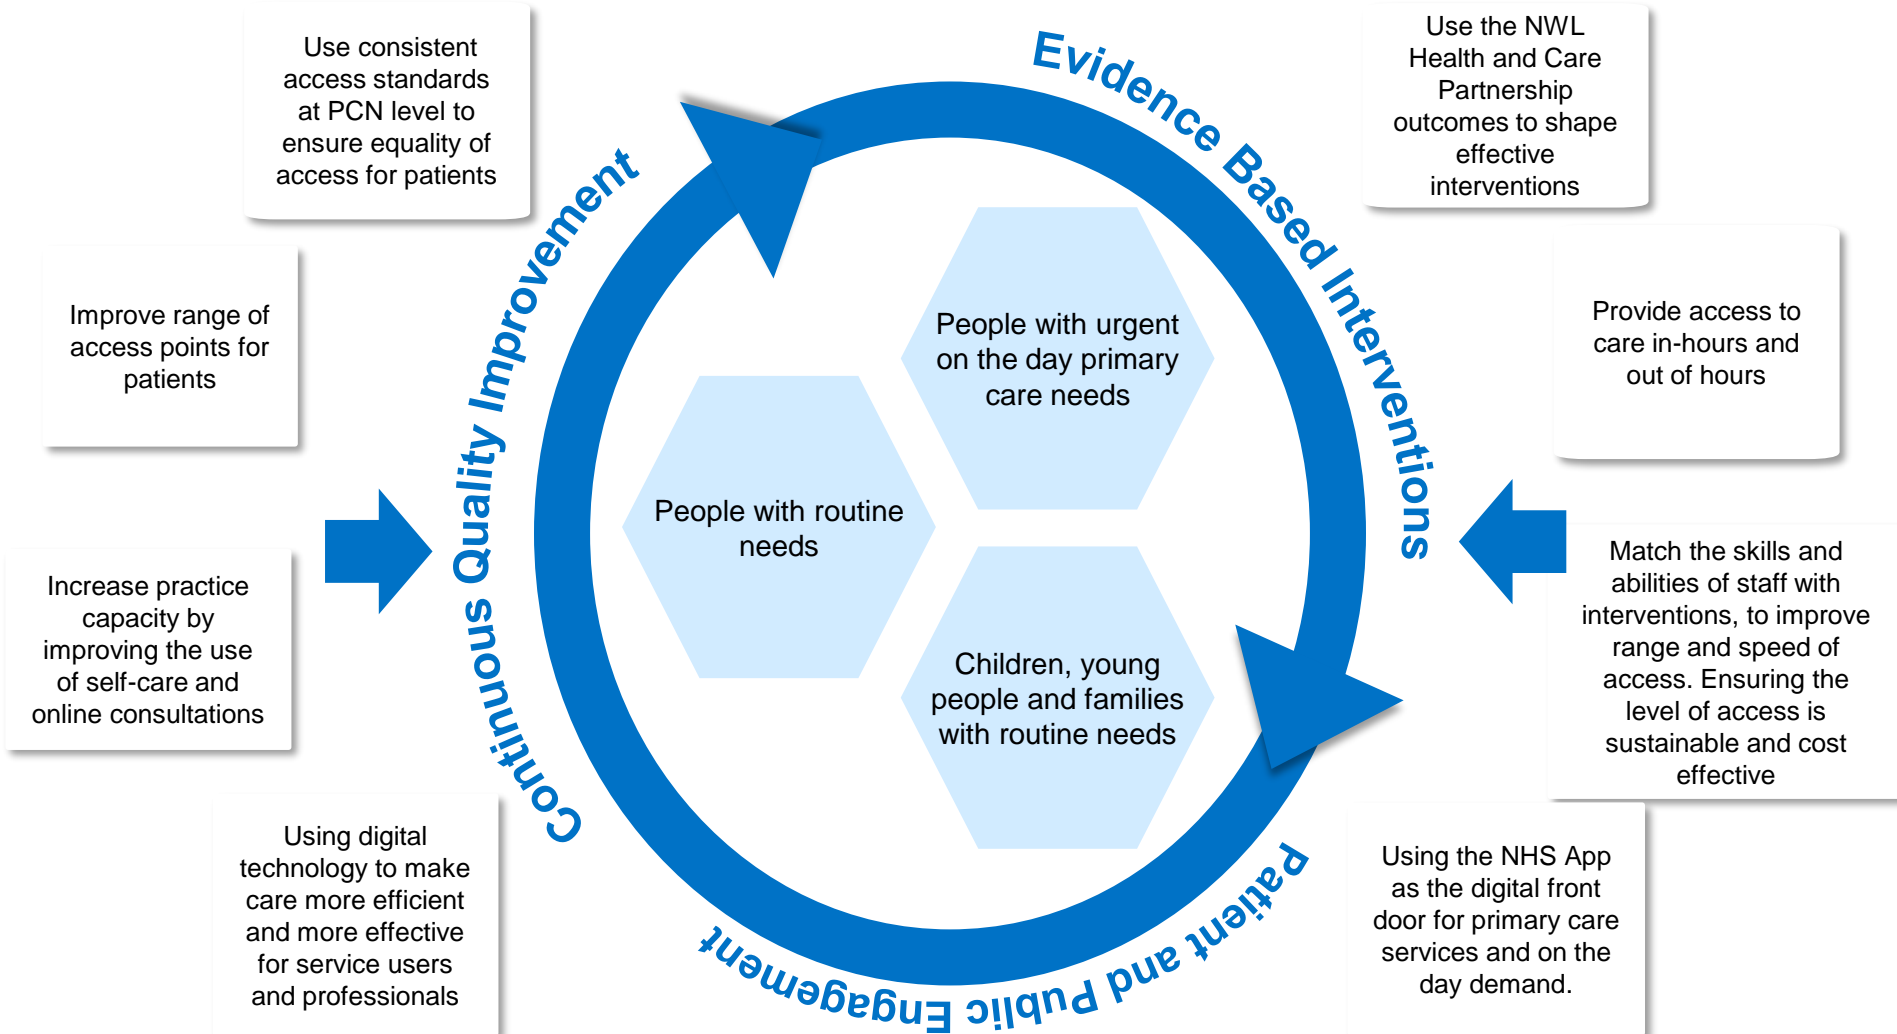 Use consistent
access standards
at PCN level to
ensure equality of
access for patients
Improve range of
access points for
patients
Increase practice
capacity by
improving the use
of self-care and
online consultations
Using digital
technology to make
care more efficient
and more effective
for service users
and professionals
Continuous Quality Improvement
Evidence Based Interventions
Patient and Public Engagement
People with urgent
on the day primary
care needs
People with routine
needs
Children, young
people and families
with routine needs
Use the NWL
Health and Care
Partnership
outcomes to shape
effective
interventions
Provide access to
care in-hours and
out of hours
Match the skills and
abilities of staff with
interventions, to improve
range and speed of
access. Ensuring the
level of access is
sustainable and cost
effective
Using the NHS App
as the digital front
door for primary care
services and on the
day demand.